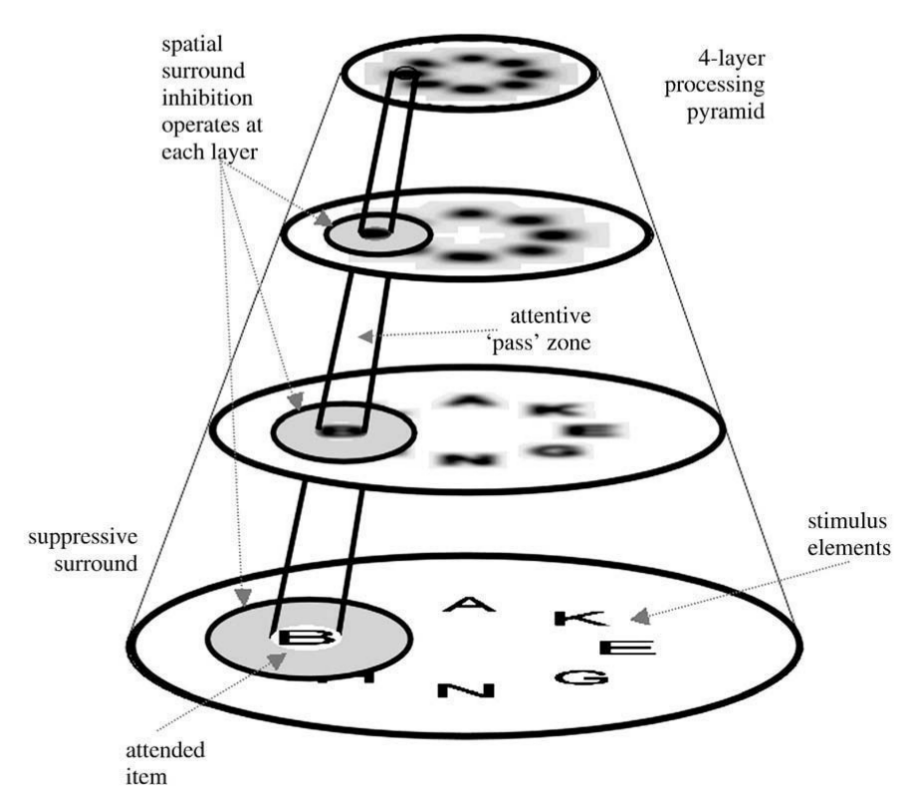 spatial
surround
inhibition
operates at
each layer
4-layer
processing
pyramid
attentive
‘pass’ zone
suppressive
surround
stimulus
elements
A
K
B
E
G
N
A
K
B
E
G
N
attended
item